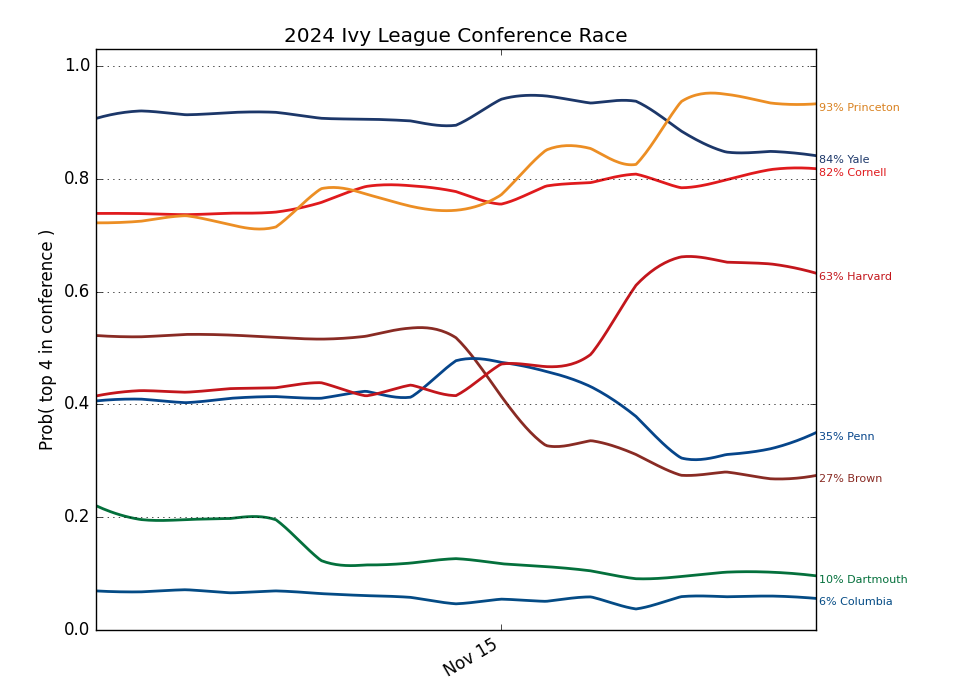 2024 Ivy League Conference Race
Prob( top 4 in conference )
1.0
0.8
0.6
0.4
0.2
0.0
Nov 15
93% Princeton
84% Yale
82% Cornell
63% Harvard
35% Penn
27% Brown
10% Dartmouth
6% Columbia